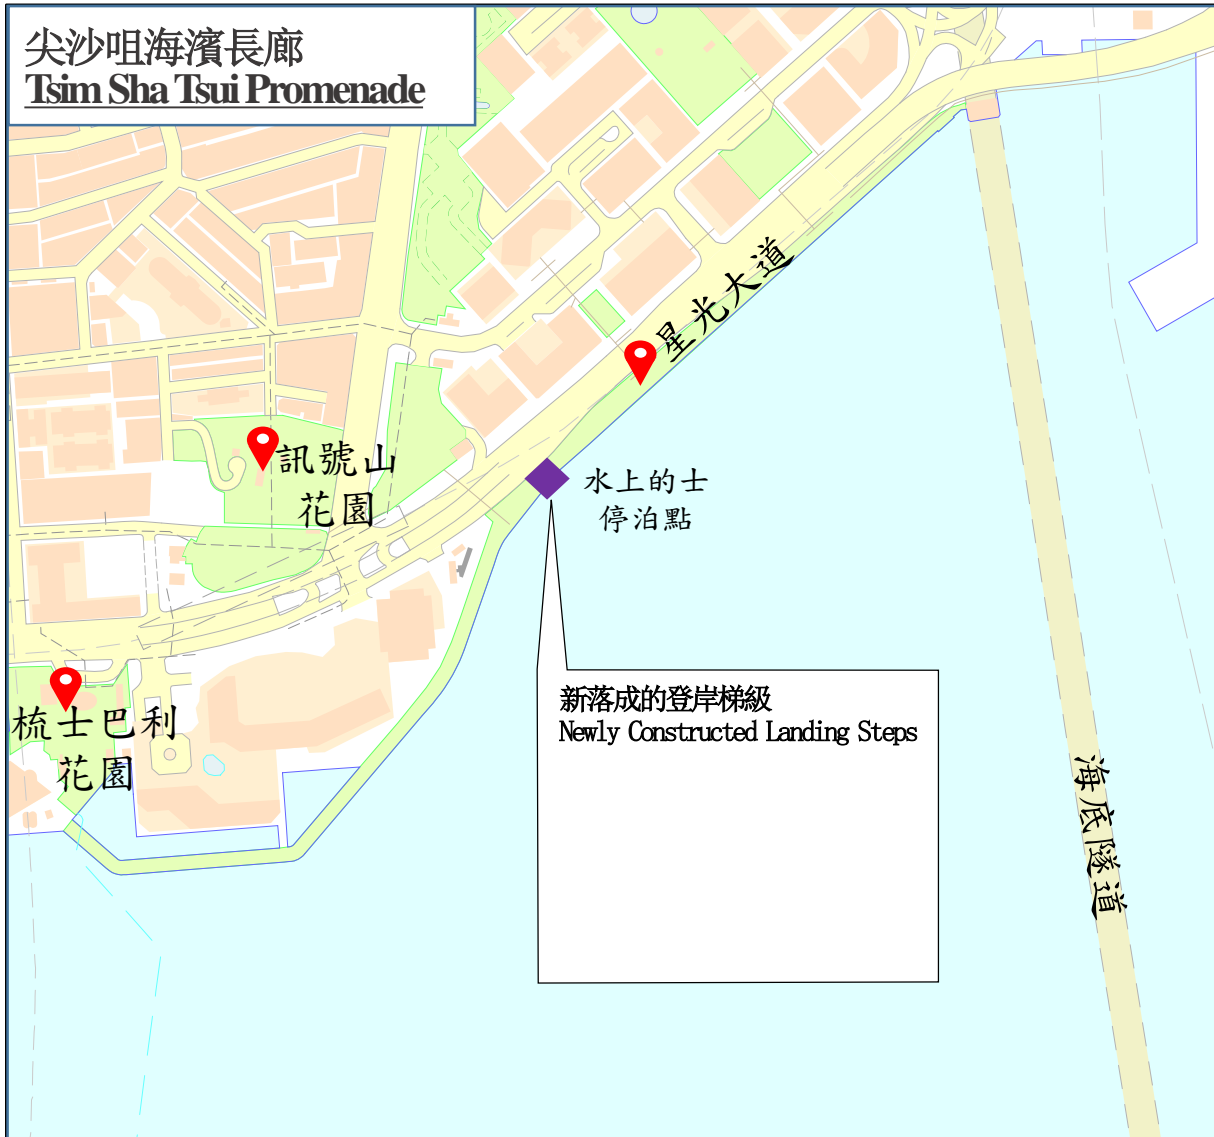 尖沙咀海濱長廊
Tsim Sha Tsui Promenade
星光大道
訊號山
花園
水上的士
停泊點
新落成的登岸梯級
Newly Constructed Landing Steps
梳士巴利
花園
海底隧道